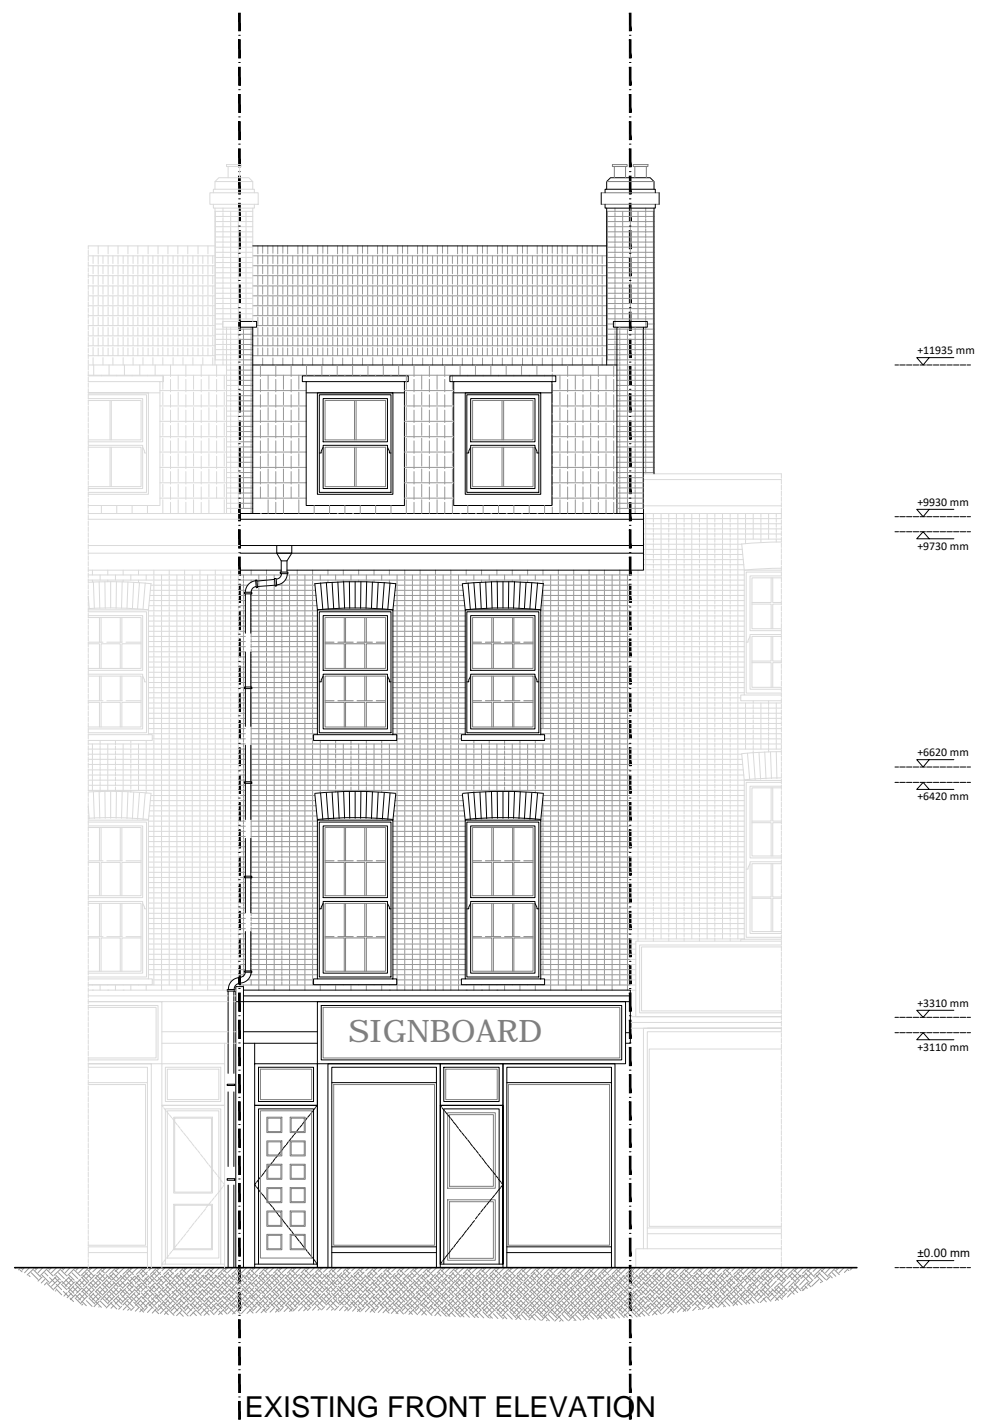 +11935 mm
+9930 mm
+9730 mm
+6620 mm
+6420 mm
+3310 mm
SIGNBOARD
+3110 mm
±0.00 mm
EXISTING FRONT ELEVATION